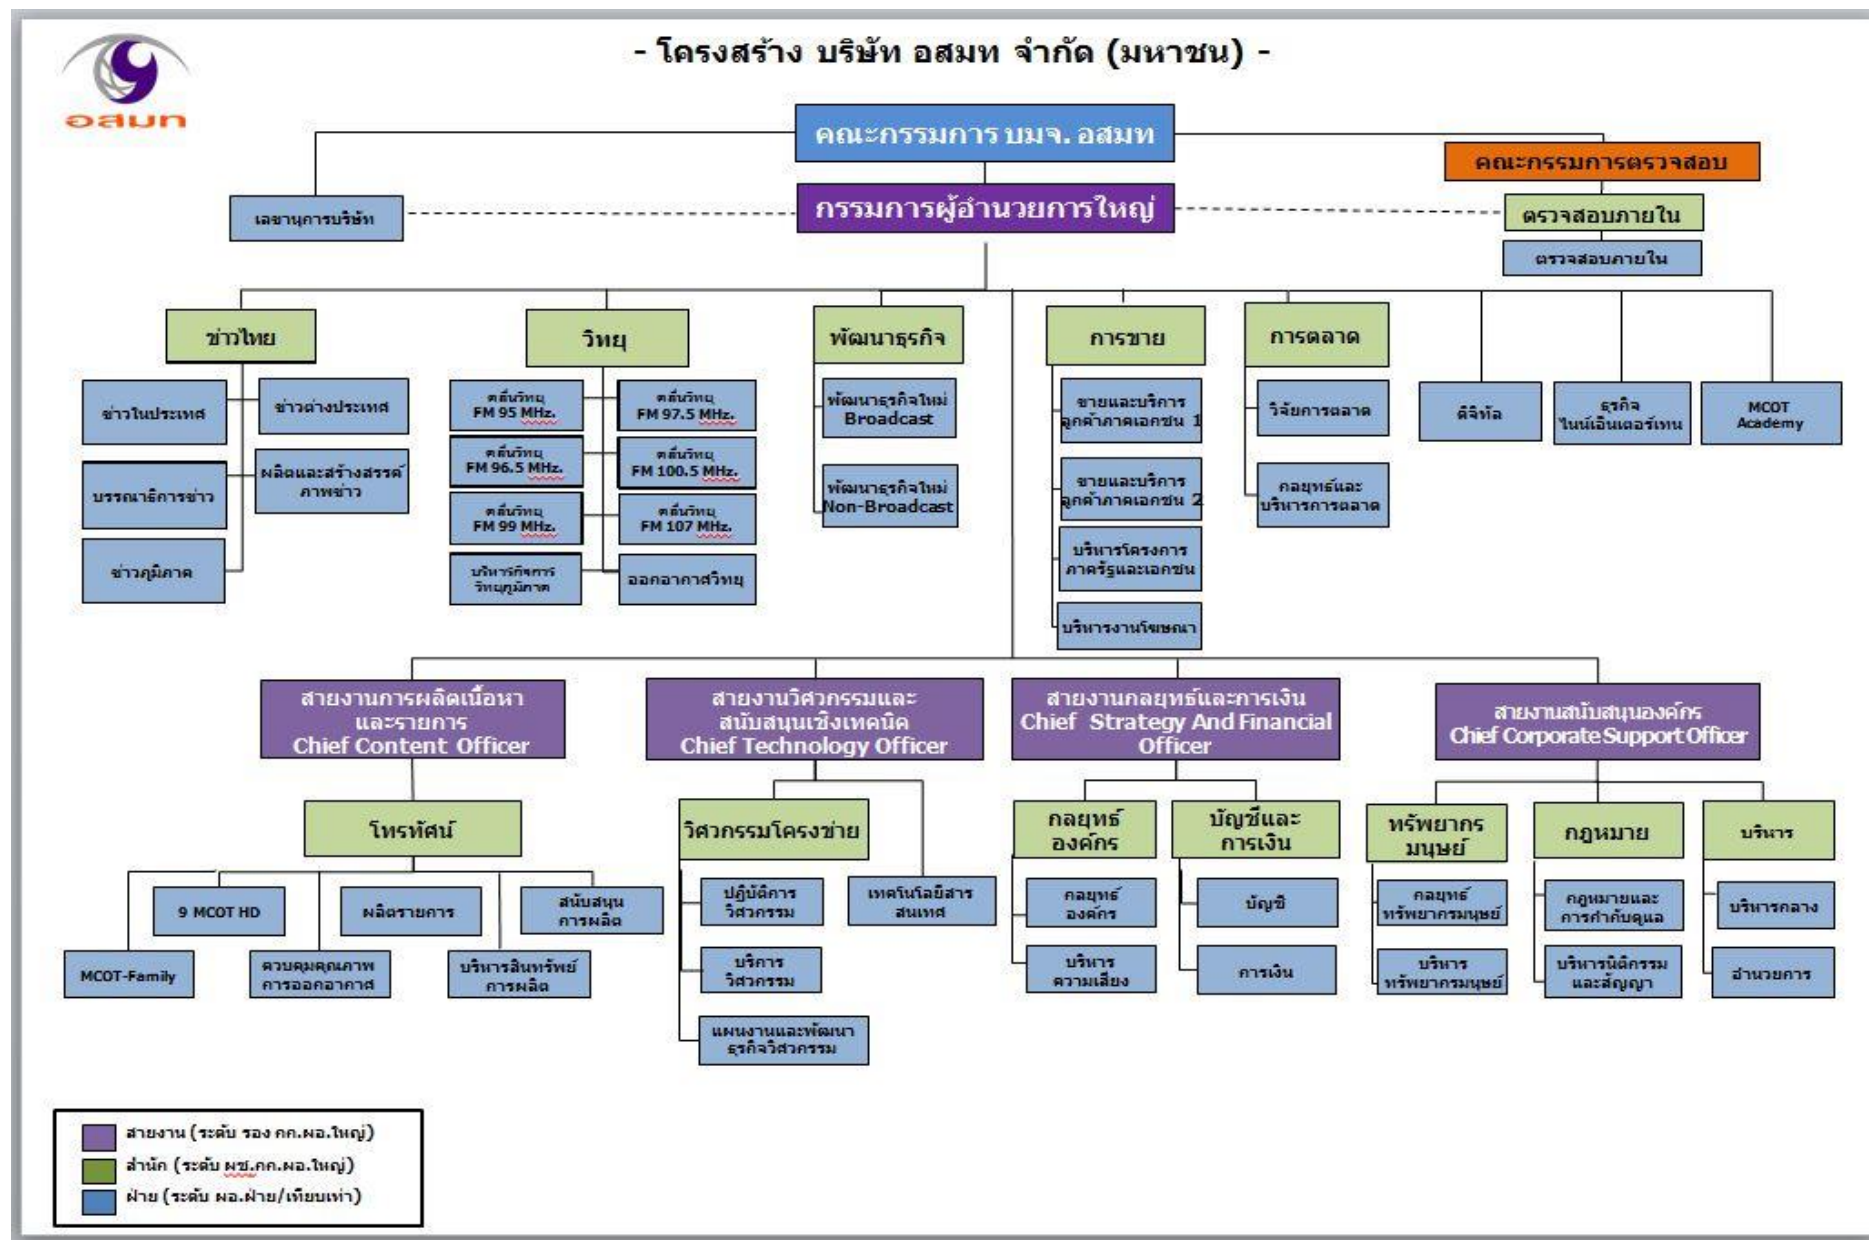 - โครงสร้าง บริษัท อสมท จำกัด (มหาชน) -
อสมท
คณะกรรมการ บมจ. อสมท
คณะกรรมการตรวจสอบ
เลขานุการบริษัท
กรรมการผู้อำนวยการใหญ่
ตรวจสอบภายใน
ตรวจสอบภายใน
ข่าวไทย
วิทยุ
พัฒนาธุรกิจ
การขาย
การตลาด
ข่าวในประเทศ
ข่าวต่างประเทศ
บรรณาธิการข่าว
ผลิตและสร้างสรรค์
ภาพข่าว
ข่าวภูมิภาค
คลื่นวิทยุ
FM 95 MHz.
คลื่นวิทยุ
FM 97.5 MHz.
คลื่นวิทยุ
FM 96.5 MHz.
คลื่นวิทยุ
FM 100.5 MHz.
คลื่นวิทยุ
FM 99 MHz.
คลื่นวิทยุ
FM 107 MHz.
บริหารกิจการ
วิทยุภูมิภาค
ออกอากาศวิทยุ
พัฒนาธุรกิจใหม่
Broadcast
พัฒนาธุรกิจใหม่
Non-Broadcast
ขายและบริการ
ลูกค้าภาคเอกชน 1
ขายและบริการ
ลูกค้าภาคเอกชน 2
บริหารโครงการ
ภาครัฐและเอกชน
บริหารงานโฆษณา
วิจัยการตลาด
กลยุทธ์และ
บริหารการตลาด
ดิจิทัล
ธุรกิจ
ไนน์เอ็นเตอร์เทน
MCOT
Academy
สายงานการผลิตเนื้อหา
และรายการ
Chief Content Officer
สายงานวิศวกรรมและ
สนับสนุนเชิงเทคนิค
Chief Technology Officer
สายงานกลยุทธ์และการเงิน
Chief Strategy And Financial
Officer
สายงานสนับสนุนองค์กร
Chief Corporate Support Officer
โทรทัศน์
วิศวกรรมโครงข่าย
กลยุทธ์
องค์กร
บัญชีและ
การเงิน
ทรัพยากร
มนุษย์
กฎหมาย
บริหาร
9 MCOT HD
ผลิตรายการ
สนับสนุน
การผลิต
MCOT-Family
ควบคุมคุณภาพ
การออกอากาศ
บริหารสินทรัพย์
การผลิต
ปฏิบัติการ
วิศวกรรม
เทคโนโลยีสาร
สนเทศ
บริการ
วิศวกรรม
แผนงานและพัฒนา
ธุรกิจวิศวกรรม
กลยุทธ์
องค์กร
บริหาร
ความเสี่ยง
บัญชี
การเงิน
กลยุทธ์
ทรัพยากรมนุษย์
บริหาร
ทรัพยากรมนุษย์
กฎหมายและ
การกำกับดูแล
บริหารนิติกรรม
และสัญญา
บริหารกลาง
อำนวยการ
สายงาน (ระดับ รอง กก.ผอ.ใหญ่)
สำนัก (ระดับ ผช.กก.ผอ.ใหญ่)
ฝ่าย (ระดับ ผอ.ฝ่าย/เทียบเท่า)